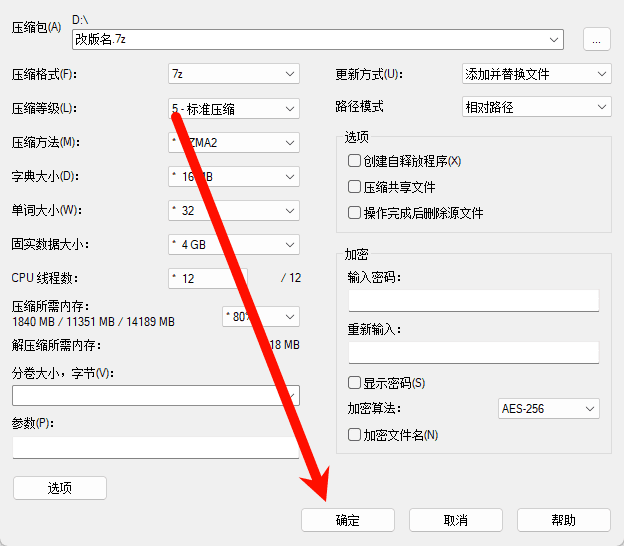 压缩包(A) D:\
改版名.7z ...
压缩格式(F): 7z
压缩等级(L): 5 - 标准压缩
压缩方法(M): * ZMA2
字典大小(D): * 16 MB
单词大小(W): * 32
固实数据大小: * 4 GB
CPU 线程数: * 12 / 12
压缩所需内存:
1840 MB / 11351 MB / 14189 MB * 80%
解压缩所需内存: 18 MB
分卷大小，字节(V):
参数(P):
选项
更新方式(U): 添加并替换文件
路径模式 相对路径
选项
创建自释放程序(X)
压缩共享文件
操作完成后删除源文件
加密
输入密码:
重新输入:
显示密码(S)
加密算法: AES-256
加密文件名(N)
确定 取消 帮助